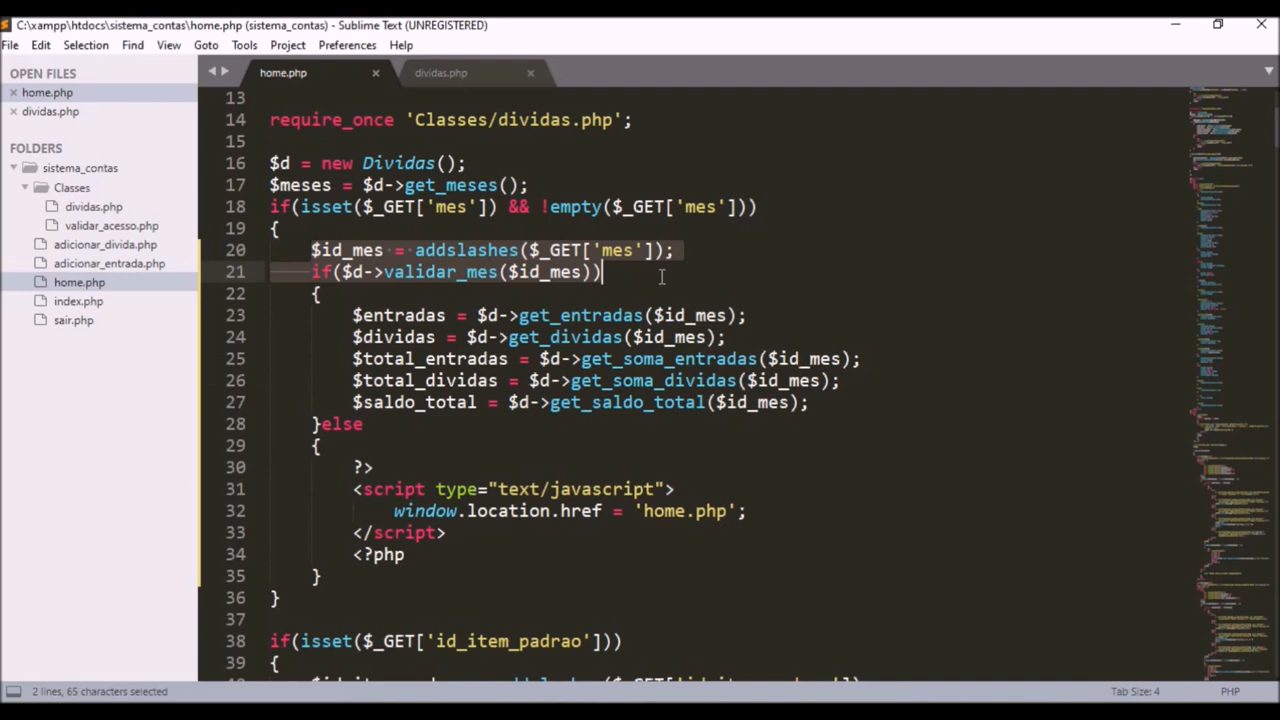 C:\xampp\htdocs\sistema_contas\home.php (sistema_contas) - Sublime Text (UNREGISTERED)
File Edit Selection Find View Goto Tools Project Preferences Help
OPEN FILES
home.php
dividas.php
FOLDERS
sistema_contas
Classes
dividas.php
validar_acesso.php
adicionar_divida.php
adicionar_entrada.php
home.php
index.php
sair.php
home.php dividas.php
13
14 require_once 'Classes/dividas.php';
15
16 $d = new Dividas();
17 $meses = $d->get_meses();
18 if(isset($_GET['mes']) && !empty($_GET['mes']))
19 {
20 $id_mes = addslashes($_GET['mes']);
21 if($d->validar_mes($id_mes))
22 {
23 $entradas = $d->get_entradas($id_mes);
24 $dividas = $d->get_dividas($id_mes);
25 $total_entradas = $d->get_soma_entradas($id_mes);
26 $total_dividas = $d->get_soma_dividas($id_mes);
27 $saldo_total = $d->get_saldo_total($id_mes);
28 }else
29 {
30 ?>
31 <script type="text/javascript">
32 window.location.href = 'home.php';
33 </script>
34 <?php
35 }
36 }
37
38 if(isset($_GET['id_item_padrao']))
39 {
2 lines, 65 characters selected
Tab Size: 4 PHP